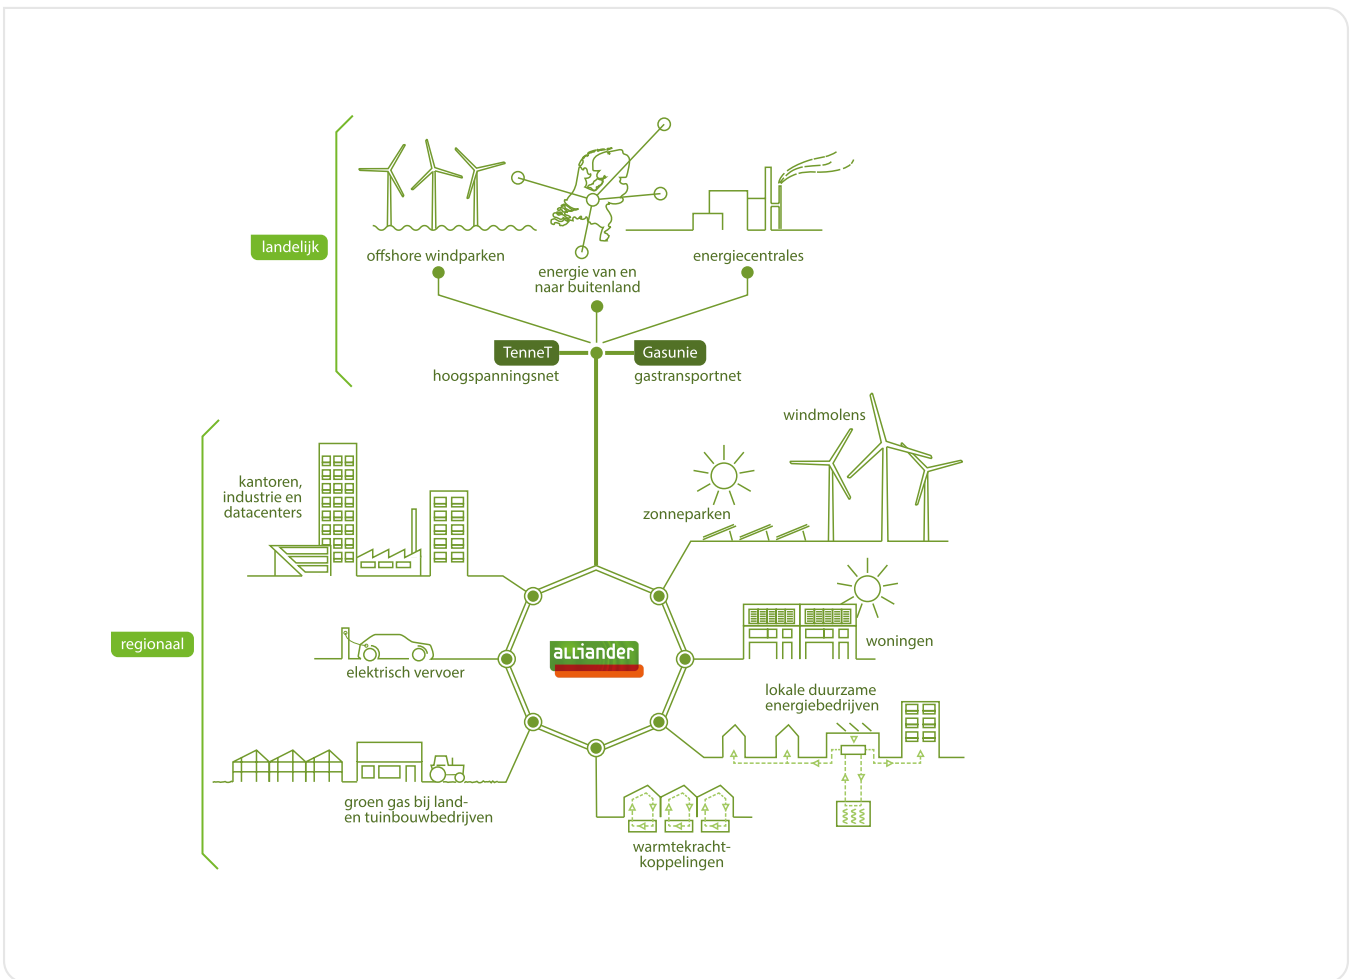 landelijk
offshore windparken
energie van en
naar buitenland
energiecentrales
TenneT
hoogspanningsnet
Gasunie
gastransportnet
regionaal
kantoren,
industrie en
datacenters
windmolens
zonneparken
elektrisch vervoer
alliander
woningen
lokale duurzame
energiebedrijven
groen gas bij land-
en tuinbouwbedrijven
warmtekracht-
koppelingen